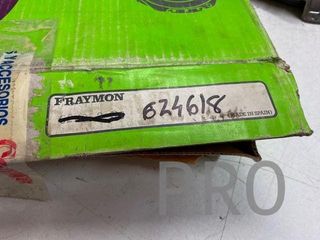 FRAYMON
624618
(MADE IN SPAIN)
ACCESORIOS
PRO